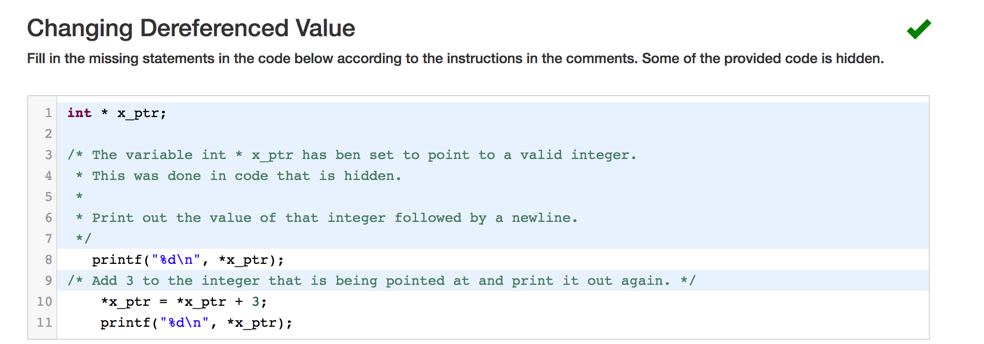 Changing Dereferenced Value
Fill in the missing statements in the code below according to the instructions in the comments. Some of the provided code is hidden.
1 int * x_ptr;
2
3 /* The variable int * x_ptr has ben set to point to a valid integer.
4  * This was done in code that is hidden.
5  *
6  * Print out the value of that integer followed by a newline.
7  */
8    printf("%d\n", *x_ptr);
9 /* Add 3 to the integer that is being pointed at and print it out again. */
10     *x_ptr = *x_ptr + 3;
11     printf("%d\n", *x_ptr);